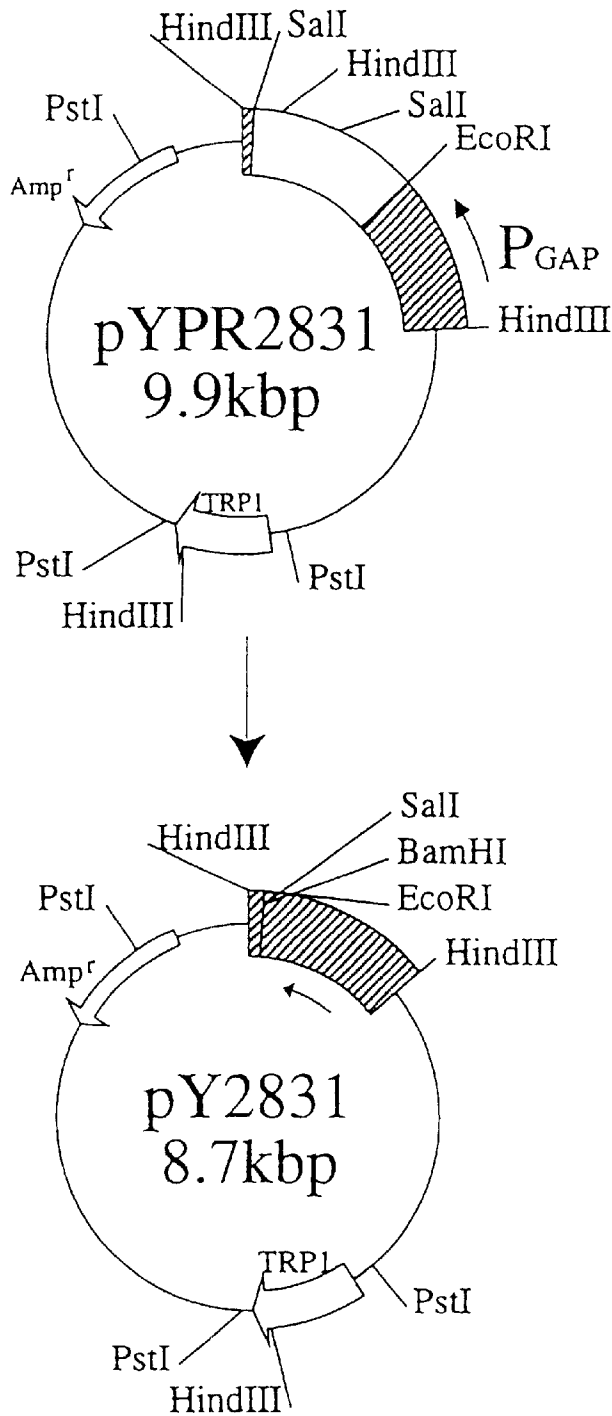 HindIII SalI
HindIII
PstI
SalI
EcoRI
Amp r
PGAP
pYPR2831
HindIII
9.9kbp
TRP1
PstI
PstI
HindIII
SalI
HindIII
BamHI
PstI
EcoRI
HindIII
Amp r
pY2831
8.7kbp
TRP1
PstI
PstI
HindIII